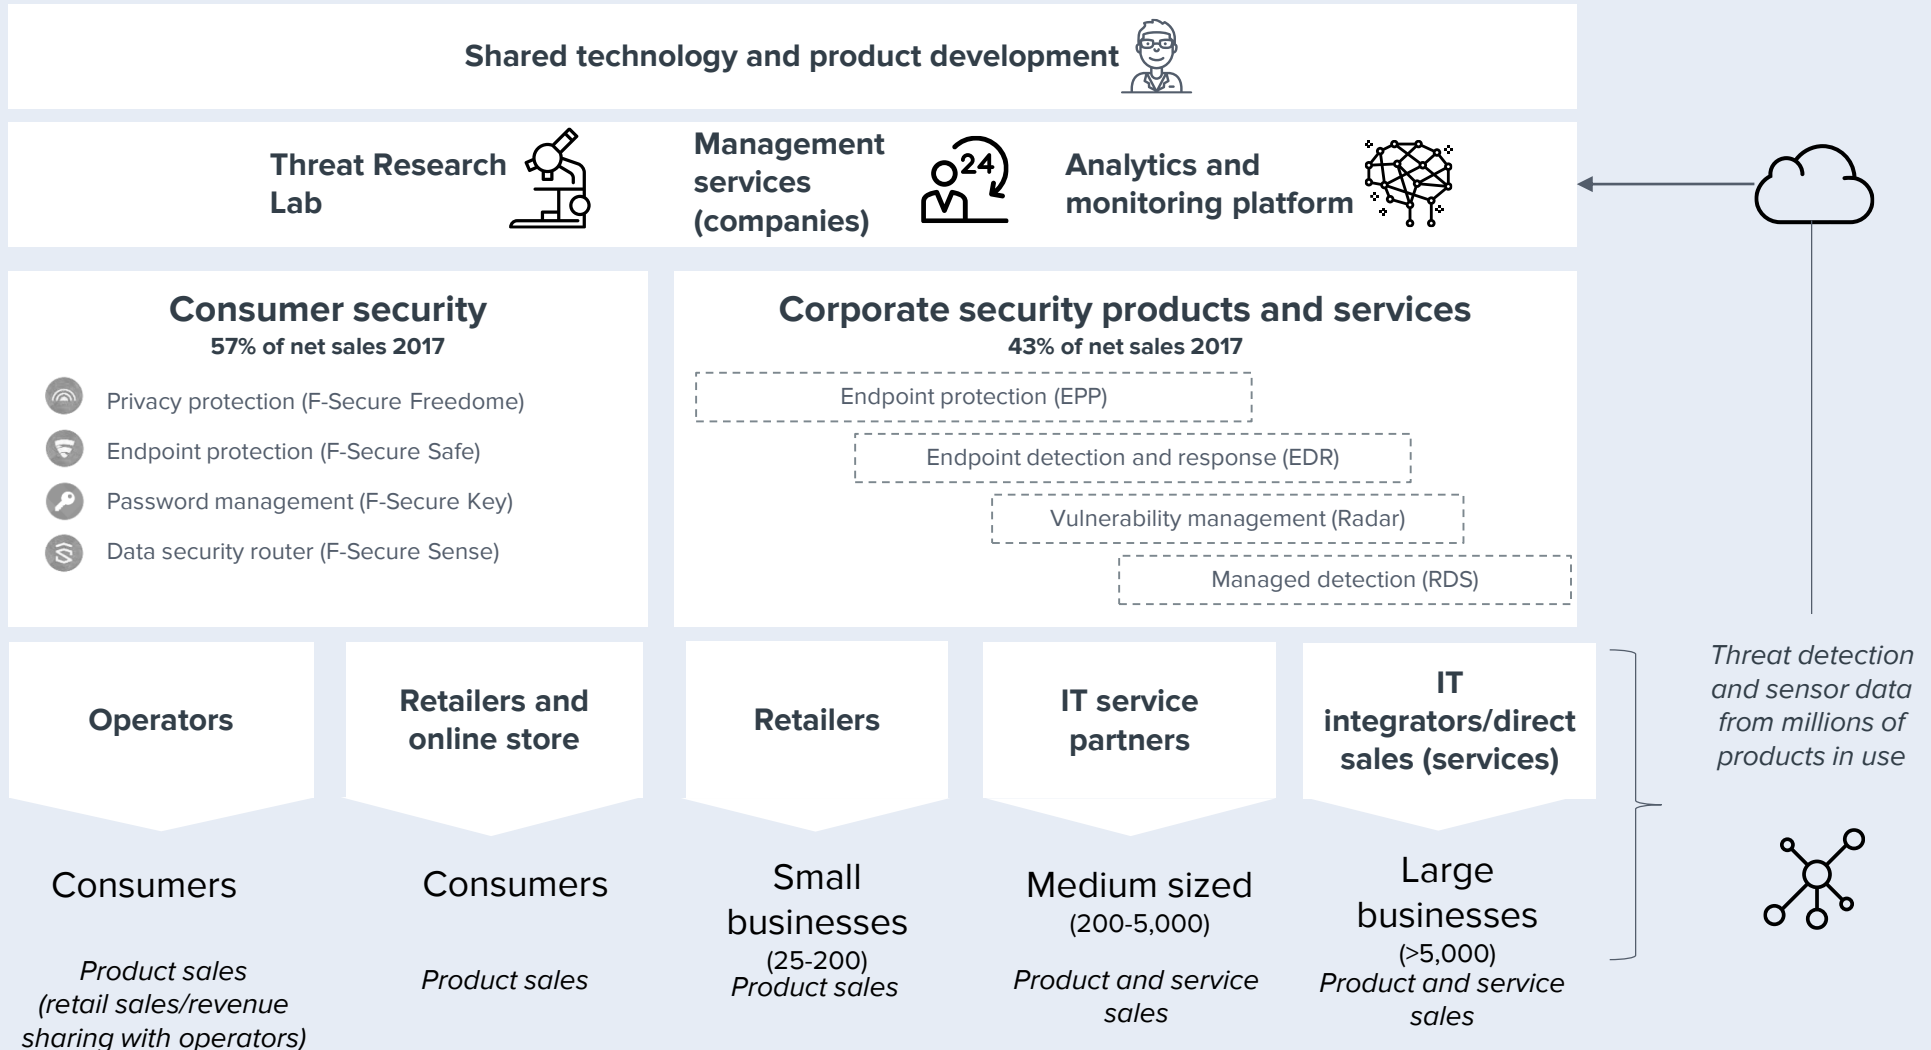 Shared technology and product development
Threat Research
Lab
Management
services
(companies)
24
Analytics and
monitoring platform
Consumer security
57% of net sales 2017
Privacy protection (F-Secure Freedome)
Endpoint protection (F-Secure Safe)
Password management (F-Secure Key)
Data security router (F-Secure Sense)
Corporate security products and services
43% of net sales 2017
Endpoint protection (EPP)
Endpoint detection and response (EDR)
Vulnerability management (Radar)
Managed detection (RDS)
Operators
Retailers and
online store
Retailers
IT service
partners
IT
integrators/direct
sales (services)
Threat detection
and sensor data
from millions of
products in use
Consumers
Product sales
(retail sales/revenue
sharing with operators)
Consumers
Product sales
Small
businesses
(25-200)
Product sales
Medium sized
(200-5,000)
Product and service
sales
Large
businesses
(>5,000)
Product and service
sales